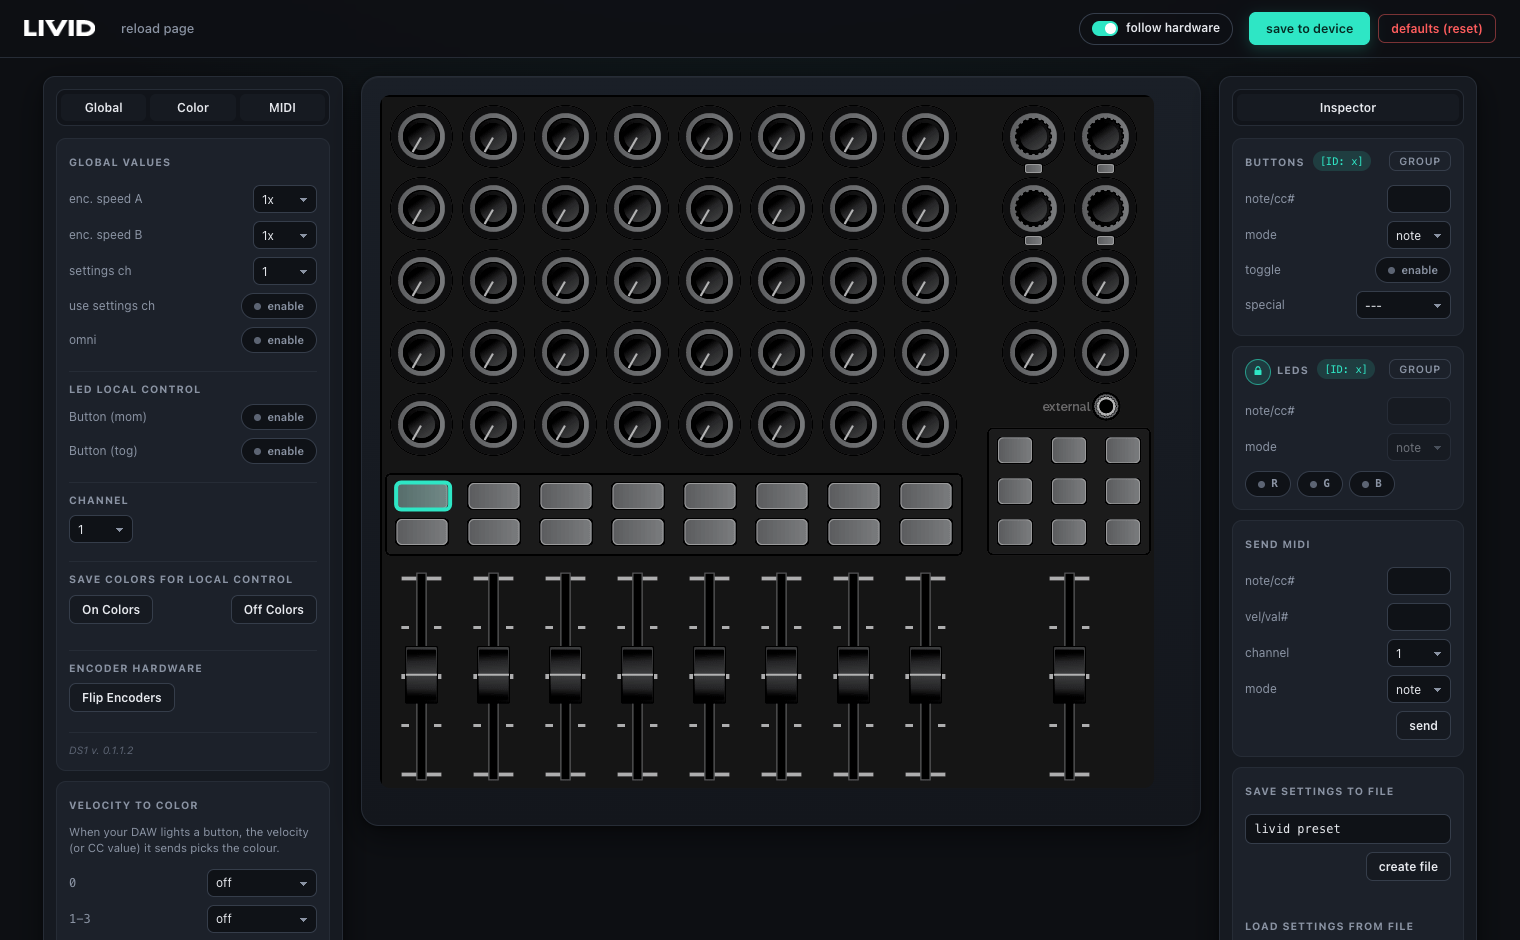 LIVID
reload page
follow hardware
save to device
defaults (reset)
Global
Color
MIDI
GLOBAL VALUES
enc. speed A
1x
enc. speed B
1x
settings ch
1
use settings ch
enable
omni
enable
LED LOCAL CONTROL
Button (mom)
enable
Button (tog)
enable
CHANNEL
1
SAVE COLORS FOR LOCAL CONTROL
On Colors
Off Colors
ENCODER HARDWARE
Flip Encoders
DS1 v. 0.1.1.2
VELOCITY TO COLOR
When your DAW lights a button, the velocity
(or CC value) it sends picks the colour.
0
off
1–3
off
external
Inspector
BUTTONS
[ID: x]
GROUP
note/cc#
mode
note
toggle
enable
special
---
LEDS
[ID: x]
GROUP
note/cc#
mode
note
R
G
B
SEND MIDI
note/cc#
vel/val#
channel
1
mode
note
send
SAVE SETTINGS TO FILE
livid preset
create file
LOAD SETTINGS FROM FILE